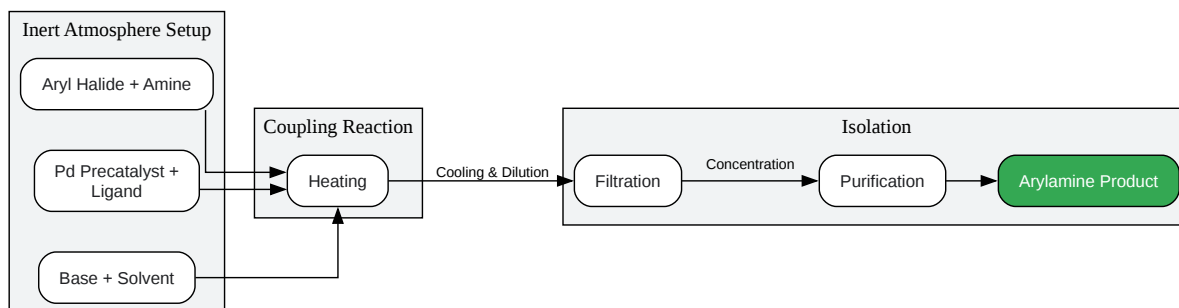 Inert Atmosphere Setup
Aryl Halide + Amine
Pd Precatalyst +
Ligand
Base + Solvent
Coupling Reaction
Heating
Cooling & Dilution
Isolation
Filtration
Concentration
Purification
Arylamine Product